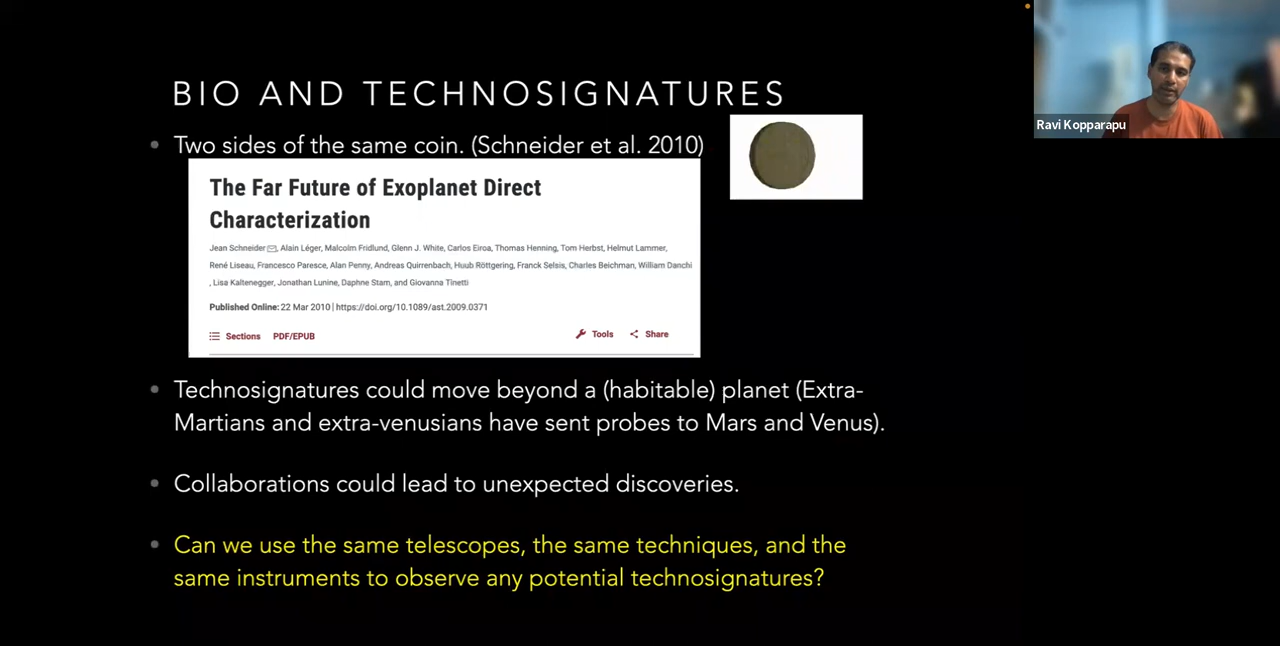 BIO AND TECHNOSIGNATURES
Two sides of the same coin. (Schneider et al. 2010)
The Far Future of Exoplanet Direct
Characterization
Jean Schneider, Alain Léger, Malcolm Fridlund, Glenn J. White, Carlos Eiroa, Thomas Henning, Tom Herbst, Helmut Lammer,
René Liseau, Francesco Paresce, Alan Penny, Andreas Quirrenbach, Huub Röttgering, Franck Selsis, Charles Beichman, William Danchi
, Lisa Kaltenegger, Jonathan Lunine, Daphne Stam, and Giovanna Tinetti
Published Online: 22 Mar 2010 | https://doi.org/10.1089/ast.2009.0371
Sections PDF/EPUB Tools Share
Technosignatures could move beyond a (habitable) planet (Extra-
Martians and extra-venusians have sent probes to Mars and Venus).
Collaborations could lead to unexpected discoveries.
Can we use the same telescopes, the same techniques, and the
same instruments to observe any potential technosignatures?
Ravi Kopparapu